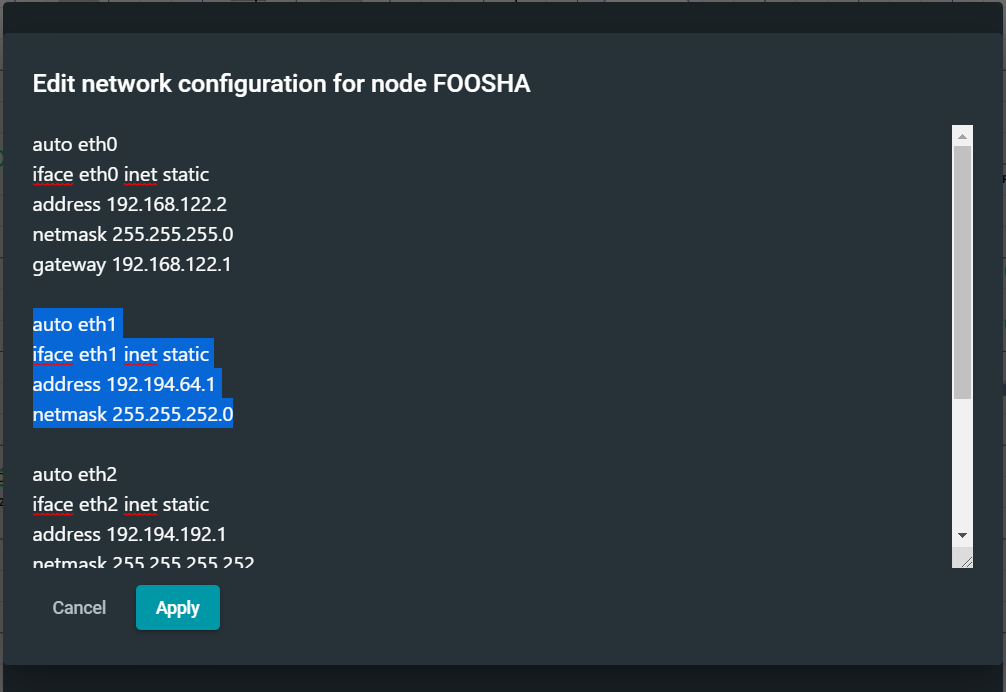 Edit network configuration for node FOOSHA
auto eth0
iface eth0 inet static
address 192.168.122.2
netmask 255.255.255.0
gateway 192.168.122.1
auto eth1
iface eth1 inet static
address 192.194.64.1
netmask 255.255.252.0
auto eth2
iface eth2 inet static
address 192.194.192.1
netmask 255.255.255.252
Cancel
Apply